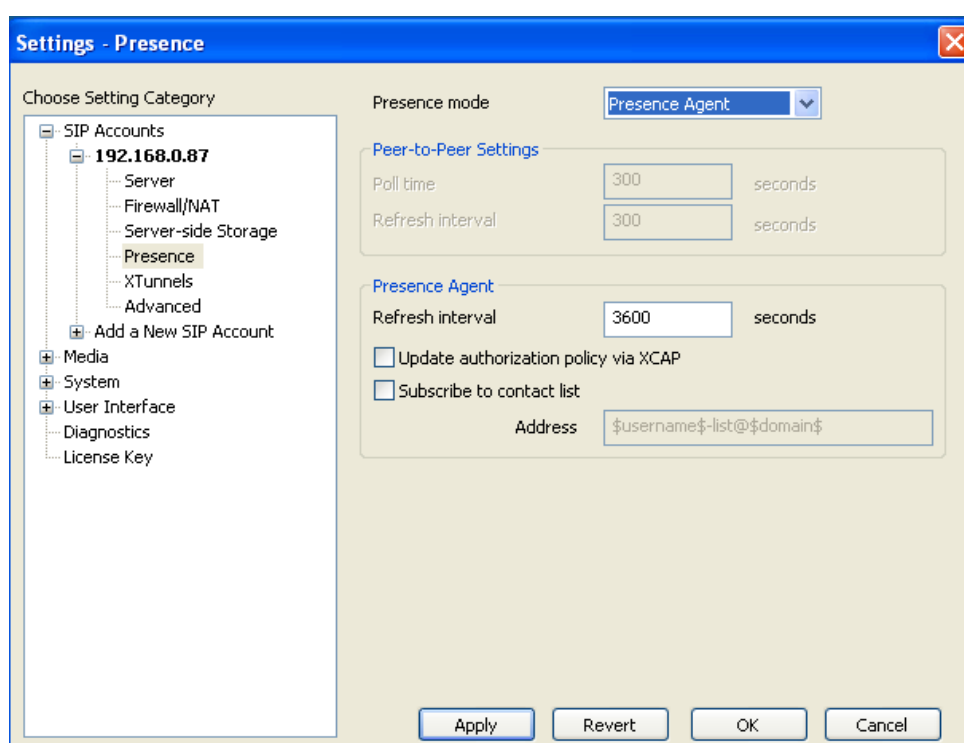 Settings - Presence
Choose Setting Category
SIP Accounts
192.168.0.87
Server
Firewall/NAT
Server-side Storage
Presence
XTunnels
Advanced
Add a New SIP Account
Media
System
User Interface
Diagnostics
License Key
Presence mode Presence Agent
Peer-to-Peer Settings
Poll time 300 seconds
Refresh interval 300 seconds
Presence Agent
Refresh interval 3600 seconds
Update authorization policy via XCAP
Subscribe to contact list
Address $username$-list@$domain$
Apply Revert OK Cancel